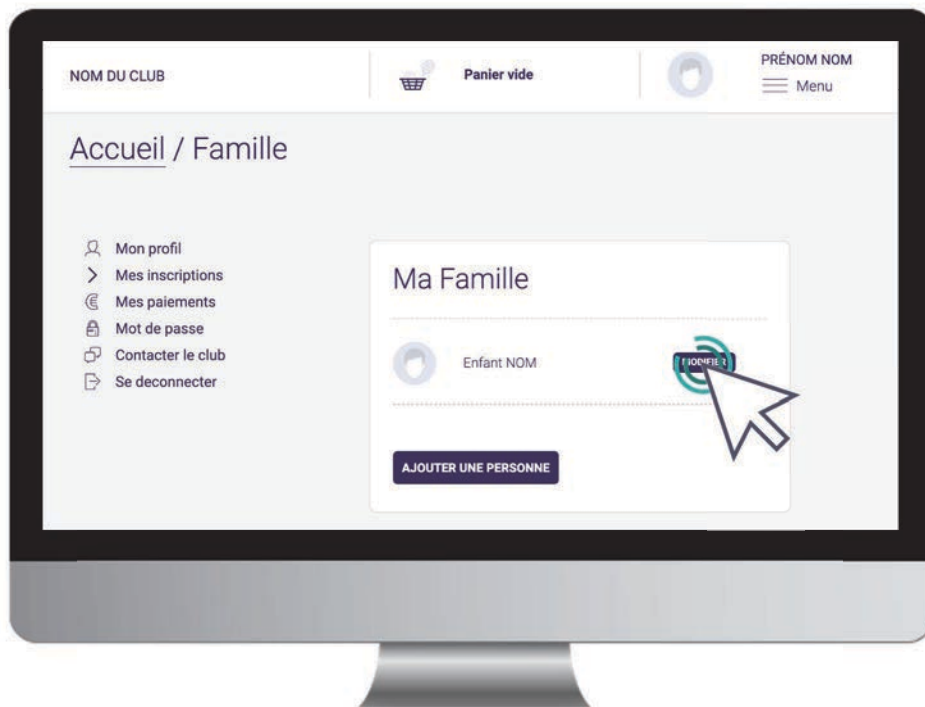 NOM DU CLUB
Panier vide
PRÉNOM NOM
Menu
Accueil / Famille
Mon profil
Mes inscriptions
Mes paiements
Mot de passe
Contacter le club
Se deconnecter
Ma Famille
Enfant NOM
MODIFIER
AJOUTER UNE PERSONNE